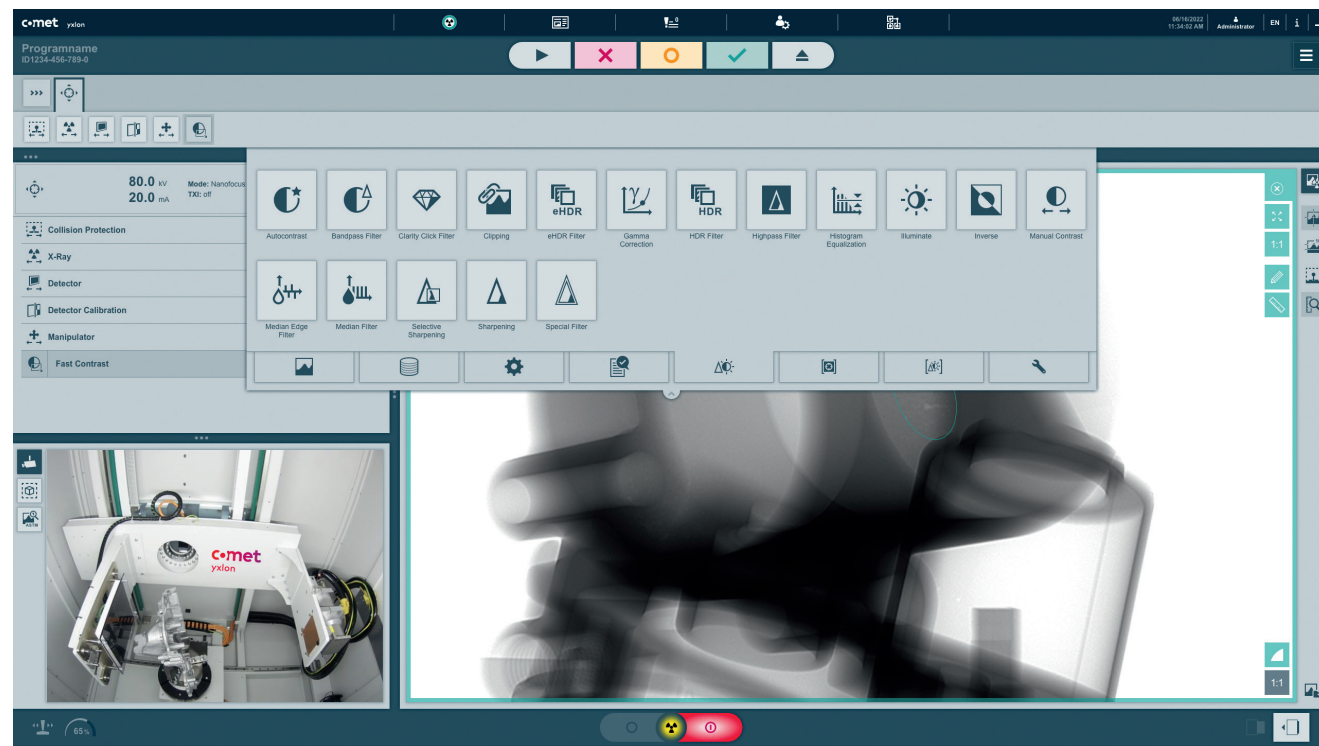 comet yxlon
06/16/2022
11:34:02 AM
Administrator
EN
i
Programname
ID1234-456-789-0
80.0 kV
20.0 mA
Mode: Nanofocus
TXI: off
Collision Protection
X-Ray
Detector
Detector Calibration
Manipulator
Fast Contrast
eHDR
HDR
Autocontrast
Bandpass Filter
Clarity Click Filter
Clipping
eHDR Filter
Gamma
Correction
HDR Filter
Highpass Filter
Histogram
Equalization
Illuminate
Inverse
Manual Contrast
Median Edge
Filter
Median Filter
Selective
Sharpening
Sharpening
Special Filter
1:1
ASTM
comet
yxlon
1:1
65 %